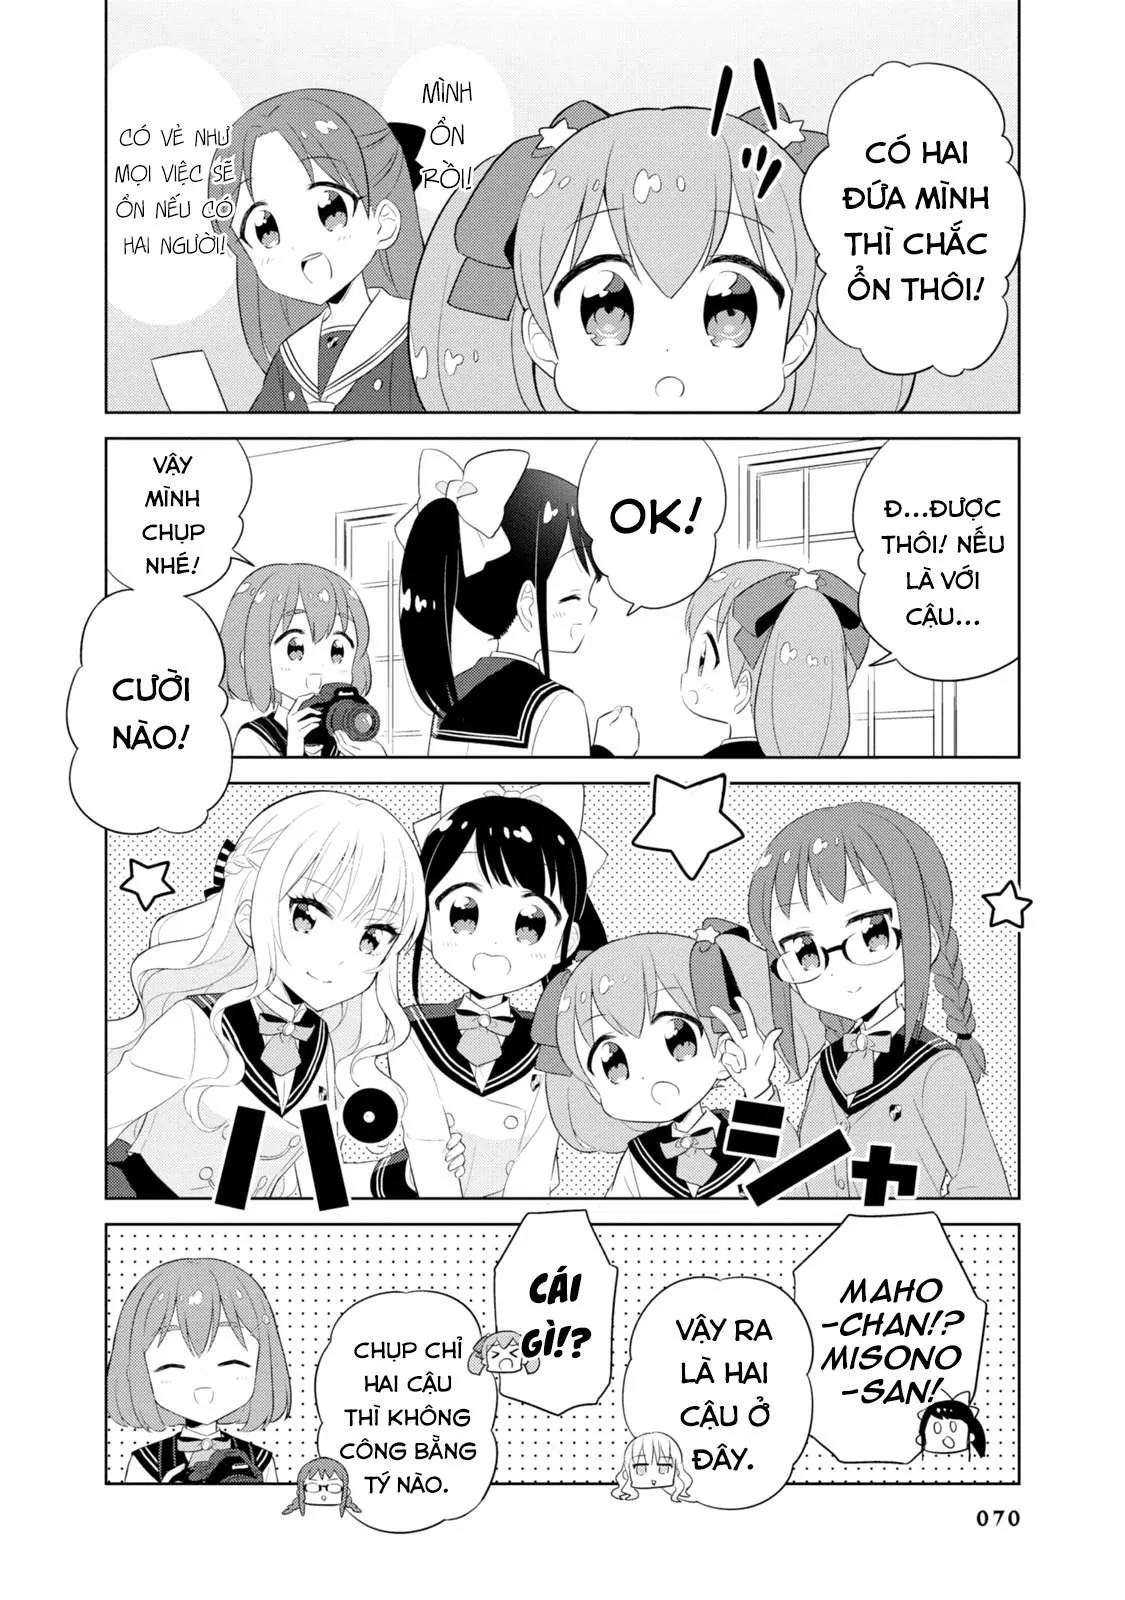 CÓ HAI
ĐỨA MÌNH
THÌ CHẮC
ỔN THÔI!
MÌNH
ỔN
RỒI!
CÓ VẺ NHƯ
MỌI VIỆC SẼ
ỔN NẾU CÓ
HAI NGƯỜI!
Đ...ĐƯỢC
THÔI! NẾU
LÀ VỚI
CẬU...
OK!
VẬY
MÌNH
CHỤP
NHÉ!
CƯỜI
NÀO!
パシャ
MAHO
-CHAN!?
MISONO
-SAN!
VẬY RA
LÀ HAI
CẬU Ở
ĐÂY.
CÁI
GÌ!?
CHỤP CHỈ
HAI CẬU
THÌ KHÔNG
CÔNG BẰNG
TÝ NÀO.
070